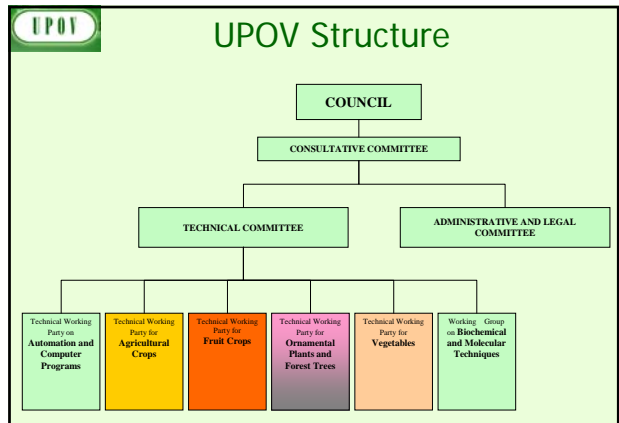 UPOV
UPOV Structure
COUNCIL
CONSULTATIVE COMMITTEE
TECHNICAL COMMITTEE
ADMINISTRATIVE AND LEGAL
COMMITTEE
Technical Working
Party on
Automation and
Computer
Programs
Technical Working
Party for
Agricultural
Crops
Technical Working
Party for
Fruit Crops
Technical Working
Party for
Ornamental
Plants and
Forest Trees
Technical Working
Party for
Vegetables
Working Group
on Biochemical
and Molecular
Techniques